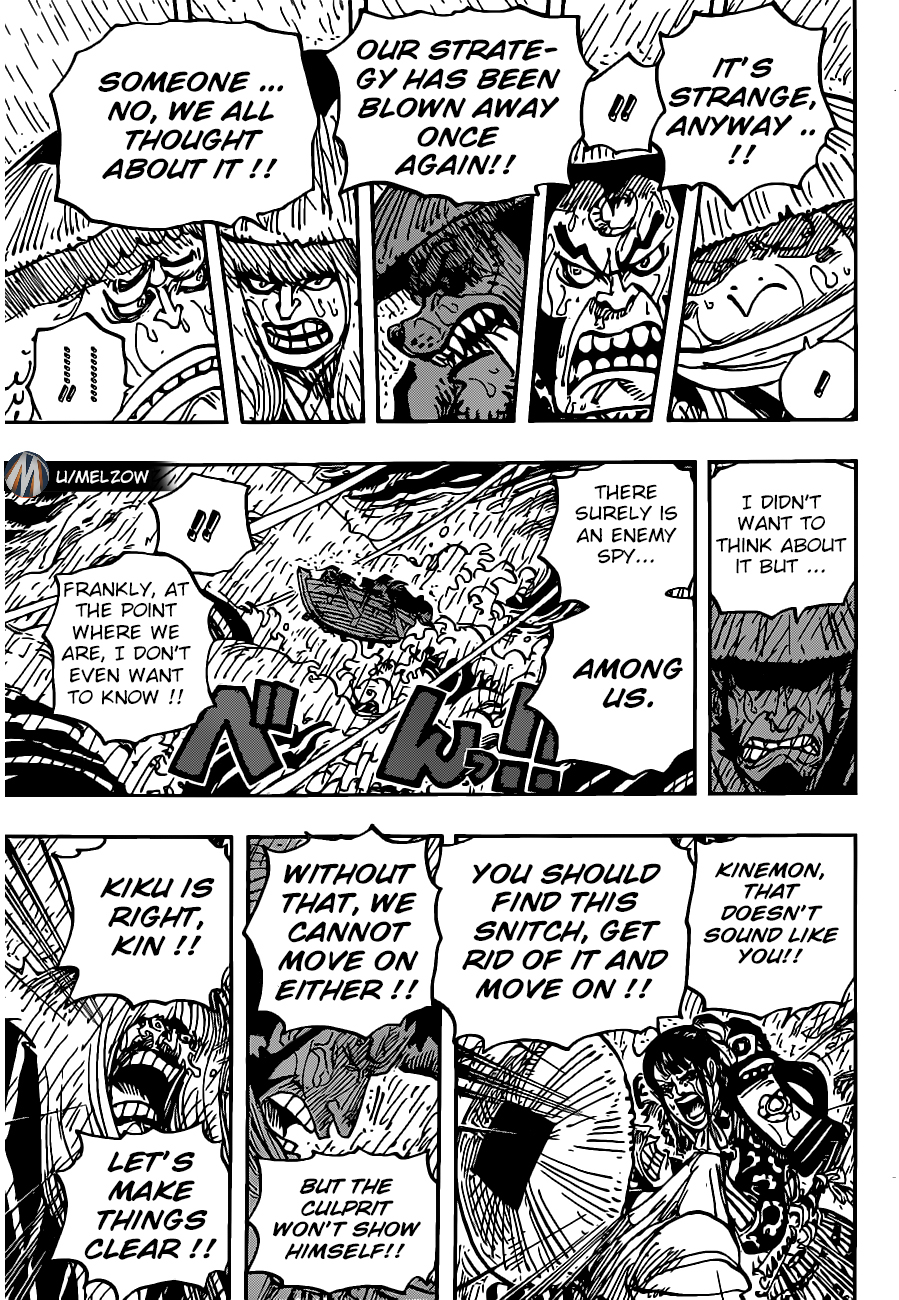 IT'S
STRANGE,
ANYWAY ..
!!
!!
OUR STRATE-
GY HAS BEEN
BLOWN AWAY
ONCE
AGAIN!!
SOMEONE ...
NO, WE ALL
THOUGHT
ABOUT IT !!
!
I DIDN'T
WANT TO
THINK ABOUT
IT BUT ...
THERE
SURELY IS
AN ENEMY
SPY...
AMONG
US.
!!
FRANKLY, AT
THE POINT
WHERE WE
ARE, I DON'T
EVEN WANT
TO KNOW !!
べんっ!!
U/MELZOW
KINEMON,
THAT
DOESN'T
SOUND LIKE
YOU!!
YOU SHOULD
FIND THIS
SNITCH, GET
RID OF IT AND
MOVE ON !!
WITHOUT
THAT, WE
CANNOT
MOVE ON
EITHER !!
BUT THE
CULPRIT
WON'T SHOW
HIMSELF!!
KIKU IS
RIGHT,
KIN !!
LET'S
MAKE
THINGS
CLEAR !!